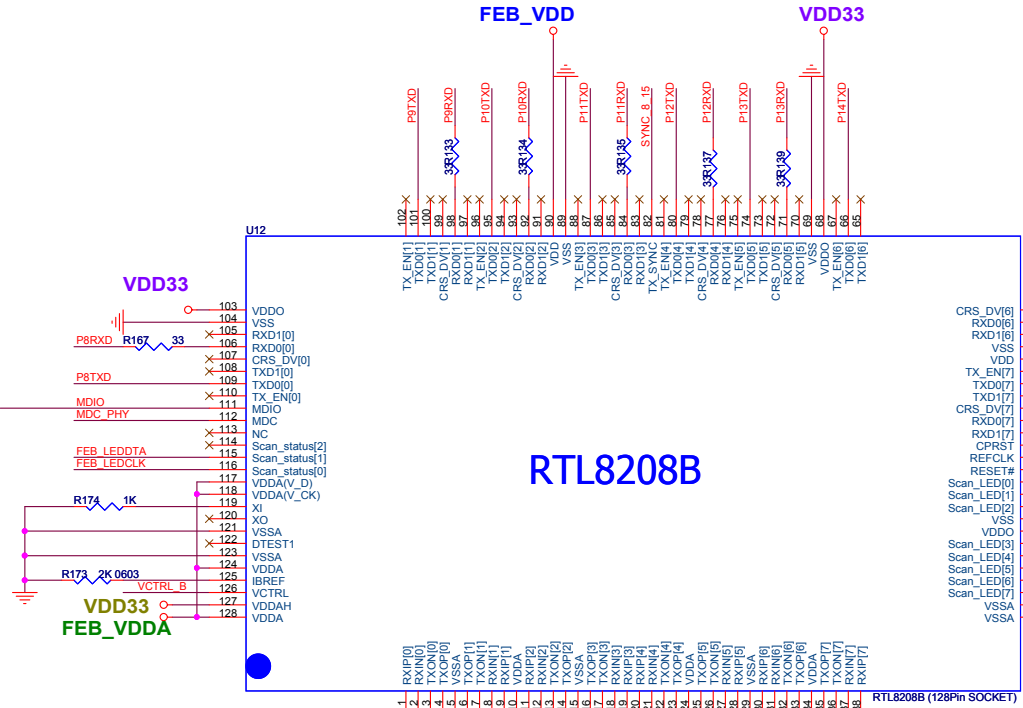 FEB_VDD
VDD33
P9TXD
P9RXD
P10TXD
P10RXD
P11TXD
P11RXD
SYNC_8_15
P12TXD
P12RXD
P13TXD
P13RXD
P14TXD
33R133
33R134
33R135
33R137
33R139
102
101
100
99
98
97
96
95
94
93
92
91
90
89
88
87
86
85
84
83
82
81
80
79
78
77
76
75
74
73
72
71
70
69
68
67
66
65
U12
TX_EN[1]
TXD0[1]
TXD1[1]
CRS_DV[1]
RXD0[1]
RXD1[1]
TX_EN[2]
TXD0[2]
TXD1[2]
CRS_DV[2]
RXD0[2]
RXD1[2]
VDD
VSS
TX_EN[3]
TXD0[3]
TXD1[3]
CRS_DV[3]
RXD0[3]
RXD1[3]
TX_SYNC
TX_EN[4]
TXD0[4]
TXD1[4]
CRS_DV[4]
RXD0[4]
RXD1[4]
TX_EN[5]
TXD0[5]
TXD1[5]
CRS_DV[5]
RXD0[5]
RXD1[5]
VSS
VDDO
TX_EN[6]
TXD0[6]
TXD1[6]
VDD33
103 VDDO
104 VSS
105 RXD1[0]
P8RXD R167 33 106 RXD0[0]
107 CRS_DV[0]
108 TXD1[0]
P8TXD 109 TXD0[0]
110 TX_EN[0]
MDIO 111 MDIO
MDC_PHY 112 MDC
113 NC
114 Scan_status[2]
FEB_LEDDTA 115 Scan_status[1]
FEB_LEDCLK 116 Scan_status[0]
117 VDDA(V_D)
118 VDDA(V_CK)
R174 1K 119 XI
120 XO
121 VSSA
122 DTEST1
123 VSSA
124 VDDA
R173 2K 0603 125 IBREF
VCTRL_B 126 VCTRL
VDD33 127 VDDAH
FEB_VDDA 128 VDDA
RTL8208B
CRS_DV[6]
RXD0[6]
RXD1[6]
VSS
VDD
TX_EN[7]
TXD0[7]
TXD1[7]
CRS_DV[7]
RXD0[7]
RXD1[7]
CPRST
REFCLK
RESET#
Scan_LED[0]
Scan_LED[1]
Scan_LED[2]
VSS
VDDO
Scan_LED[3]
Scan_LED[4]
Scan_LED[5]
Scan_LED[6]
Scan_LED[7]
VSSA
VSSA
RXIP[0]
RXIN[0]
TXON[0]
TXOP[0]
VSSA
TXOP[1]
TXON[1]
RXIN[1]
RXIP[1]
VDDA
RXIP[2]
RXIN[2]
TXON[2]
TXOP[2]
VSSA
TXOP[3]
TXON[3]
RXIN[3]
RXIP[3]
RXIP[4]
RXIN[4]
TXON[4]
TXOP[4]
VDDA
TXOP[5]
TXON[5]
RXIN[5]
RXIP[5]
VSSA
RXIP[6]
RXIN[6]
TXON[6]
TXOP[6]
VDDA
TXOP[7]
TXON[7]
RXIN[7]
RXIP[7]
1
2
3
4
5
6
7
8
9
RTL8208B (128Pin SOCKET)